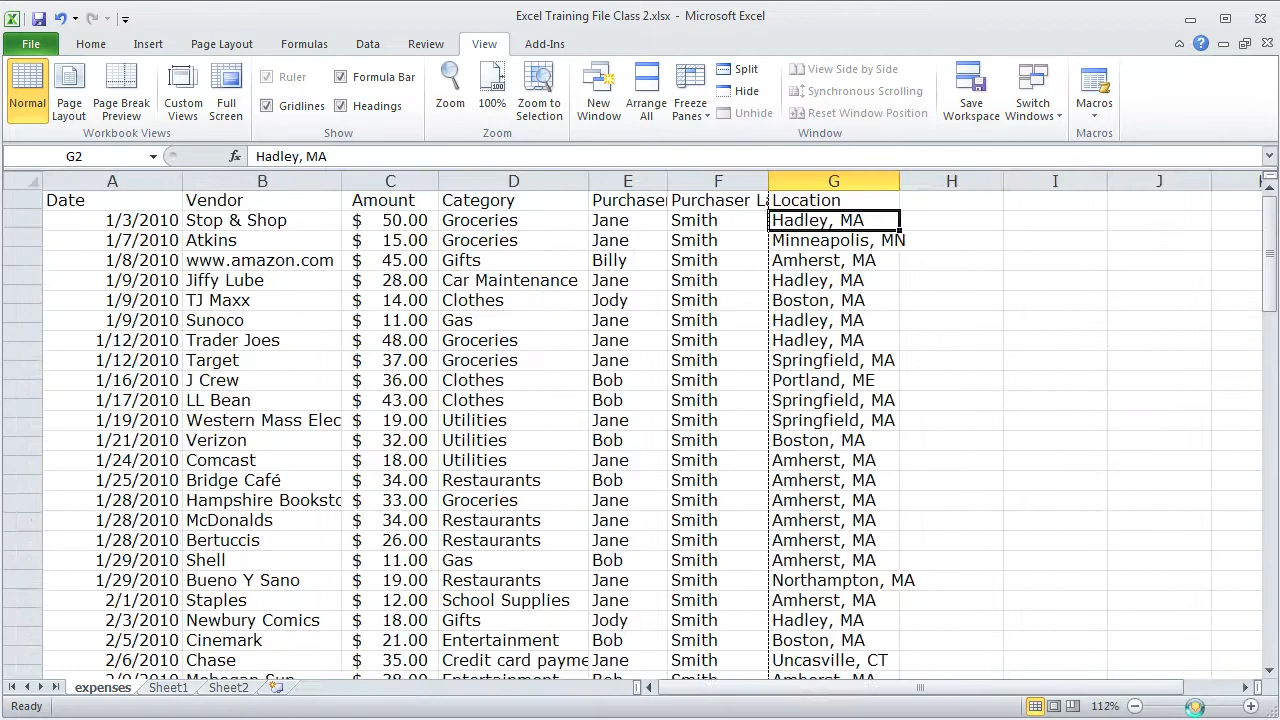 Excel Training File Class 2.xlsx - Microsoft Excel
File Home Insert Page Layout Formulas Data Review View Add-Ins
Normal Page Layout Page Break Preview Custom Views Full Screen
Workbook Views
Ruler Formula Bar
Gridlines Headings
Show
Zoom 100% Zoom to Selection
Zoom
New Window Arrange All Freeze Panes
Split
Hide
Unhide
View Side by Side
Synchronous Scrolling
Reset Window Position
Save Workspace Switch Windows
Window
Macros
Macros
G2 fx Hadley, MA
A B C D E F G H I J
Date Vendor Amount Category Purchaser Purchaser La Location
1/3/2010 Stop & Shop $ 50.00 Groceries Jane Smith Hadley, MA
1/7/2010 Atkins $ 15.00 Groceries Jane Smith Minneapolis, MN
1/8/2010 www.amazon.com $ 45.00 Gifts Billy Smith Amherst, MA
1/9/2010 Jiffy Lube $ 28.00 Car Maintenance Jane Smith Hadley, MA
1/9/2010 TJ Maxx $ 14.00 Clothes Jody Smith Boston, MA
1/9/2010 Sunoco $ 11.00 Gas Jane Smith Hadley, MA
1/12/2010 Trader Joes $ 48.00 Groceries Jane Smith Hadley, MA
1/12/2010 Target $ 37.00 Groceries Jane Smith Springfield, MA
1/16/2010 J Crew $ 36.00 Clothes Bob Smith Portland, ME
1/17/2010 LL Bean $ 43.00 Clothes Bob Smith Springfield, MA
1/19/2010 Western Mass Elec $ 19.00 Utilities Jane Smith Springfield, MA
1/21/2010 Verizon $ 32.00 Utilities Bob Smith Boston, MA
1/24/2010 Comcast $ 18.00 Utilities Jane Smith Amherst, MA
1/25/2010 Bridge Café $ 34.00 Restaurants Bob Smith Amherst, MA
1/28/2010 Hampshire Booksto $ 33.00 Groceries Jane Smith Amherst, MA
1/28/2010 McDonalds $ 34.00 Restaurants Jane Smith Amherst, MA
1/28/2010 Bertuccis $ 26.00 Restaurants Jane Smith Amherst, MA
1/29/2010 Shell $ 11.00 Gas Bob Smith Amherst, MA
1/29/2010 Bueno Y Sano $ 19.00 Restaurants Jane Smith Northampton, MA
2/1/2010 Staples $ 12.00 School Supplies Jane Smith Amherst, MA
2/3/2010 Newbury Comics $ 18.00 Gifts Jody Smith Hadley, MA
2/5/2010 Cinemark $ 21.00 Entertainment Bob Smith Boston, MA
2/6/2010 Chase $ 35.00 Credit card payme Jane Smith Uncasville, CT
expenses Sheet1 Sheet2
Ready 112%